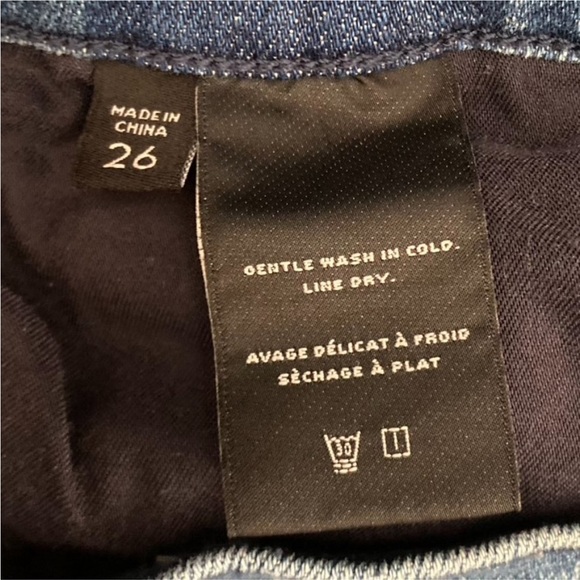 MADE IN
CHINA
26
GENTLE WASH IN COLD.
LINE DRY.
AVAGE DÉLICAT À FROID
SÈCHAGE À PLAT
30